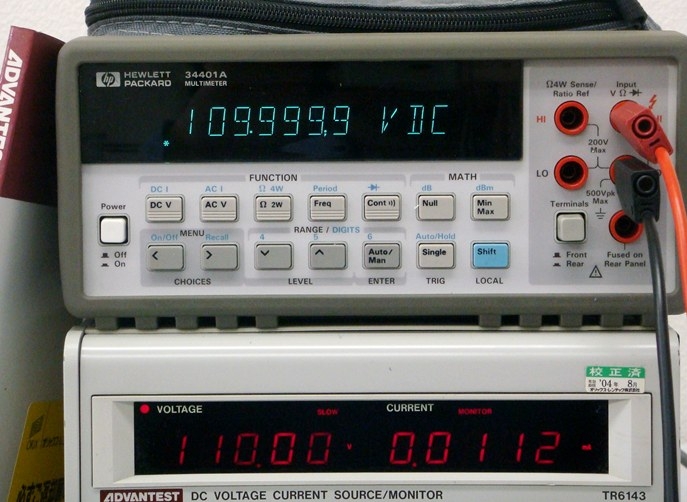 ADVANTES
hp HEWLETT PACKARD 34401A MULTIMETER
109.999,9 V DC
*
Ω4W Sense/ Ratio Ref
Input V Ω
HI
200V Max
LO
500Vpk Max
Terminals
Front
Rear
Fused on Rear Panel
Power
Off
On
FUNCTION
MATH
DC I AC I Ω 4W Period dB dBm
DC V AC V Ω 2W Freq Cont Null Min Max
MENU
RANGE / DIGITS
On/Off Recall 4 5 6 Auto/Hold
< > Auto/ Man Single Shift
CHOICES LEVEL ENTER TRIG LOCAL
校正済
'04年 8月
VOLTAGE SLOW CURRENT MONITOR
110.00 V 0.0112
ADVANTEST DC VOLTAGE CURRENT SOURCE/MONITOR TR6143